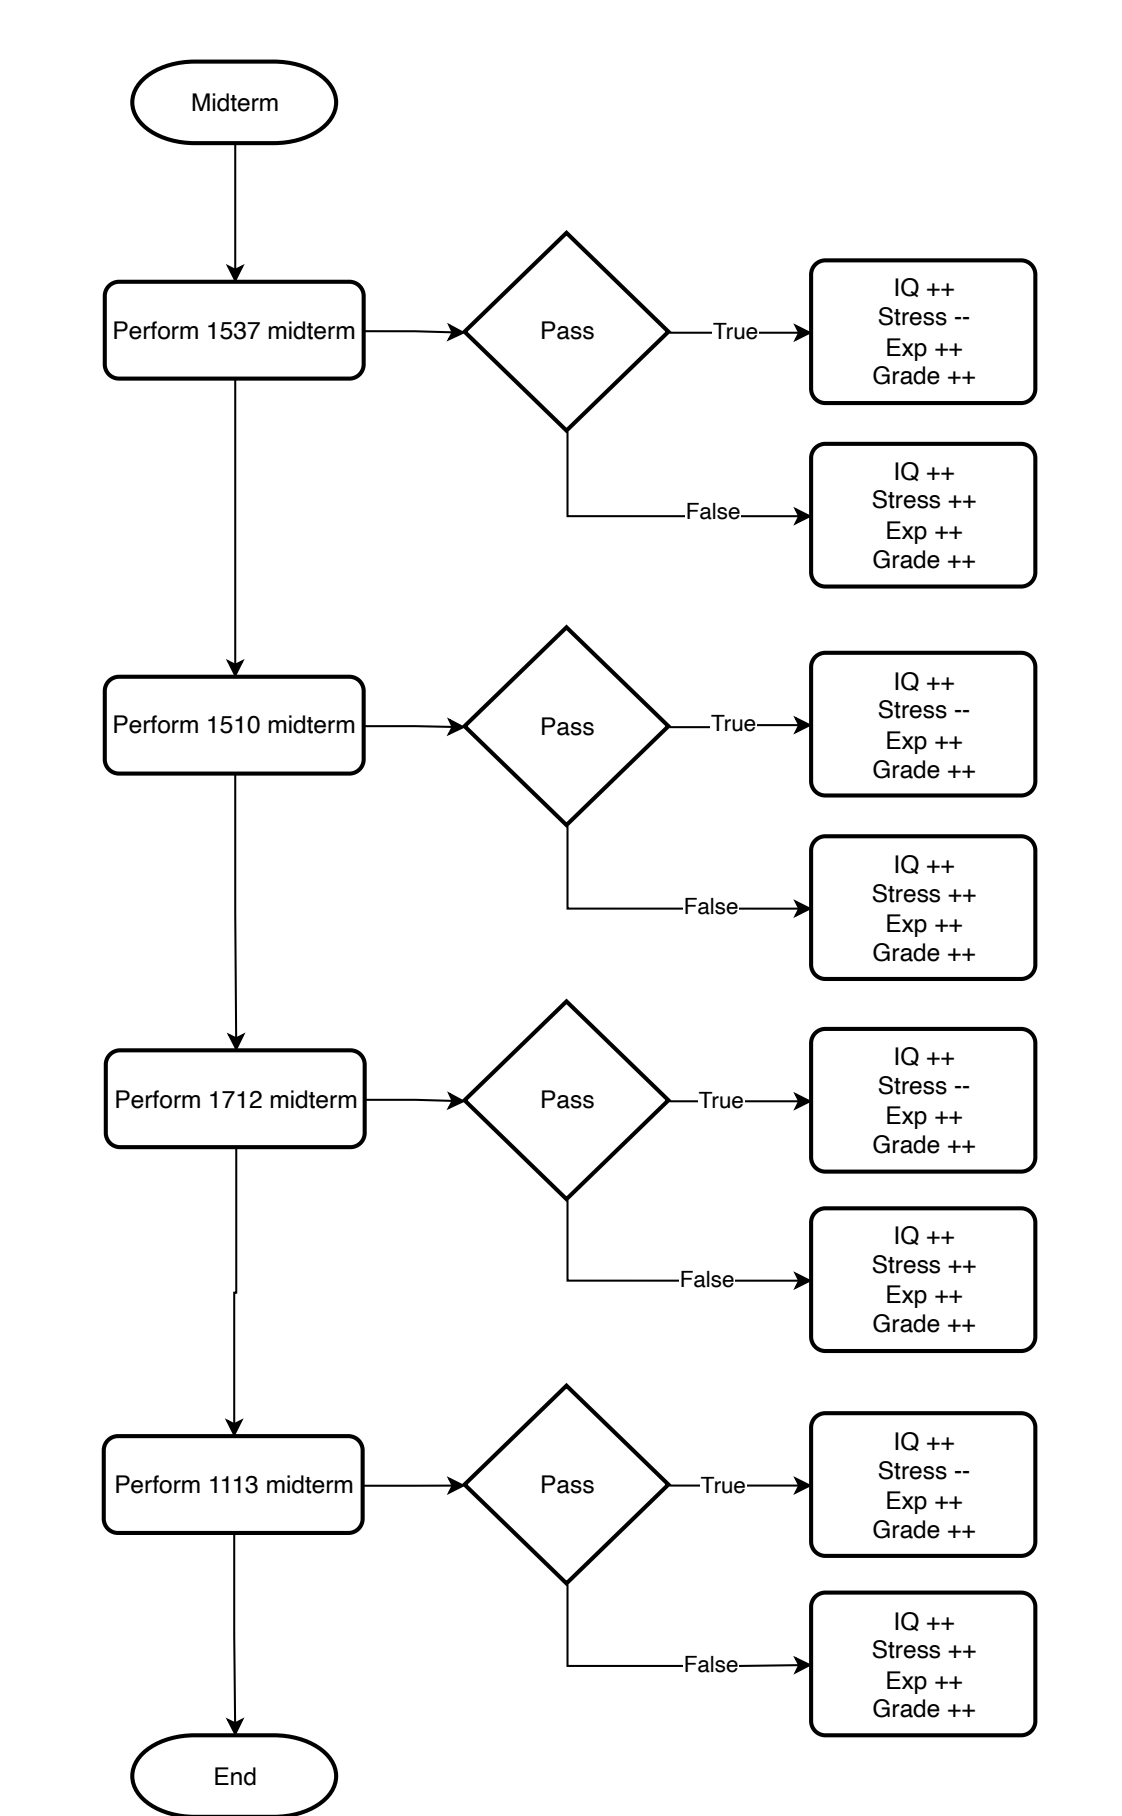 Midterm
Perform 1537 midterm
Pass
True
IQ ++
Stress --
Exp ++
Grade ++
False
IQ ++
Stress ++
Exp ++
Grade ++
Perform 1510 midterm
Pass
True
IQ ++
Stress --
Exp ++
Grade ++
False
IQ ++
Stress ++
Exp ++
Grade ++
Perform 1712 midterm
Pass
True
IQ ++
Stress --
Exp ++
Grade ++
False
IQ ++
Stress ++
Exp ++
Grade ++
Perform 1113 midterm
Pass
True
IQ ++
Stress --
Exp ++
Grade ++
False
IQ ++
Stress ++
Exp ++
Grade ++
End